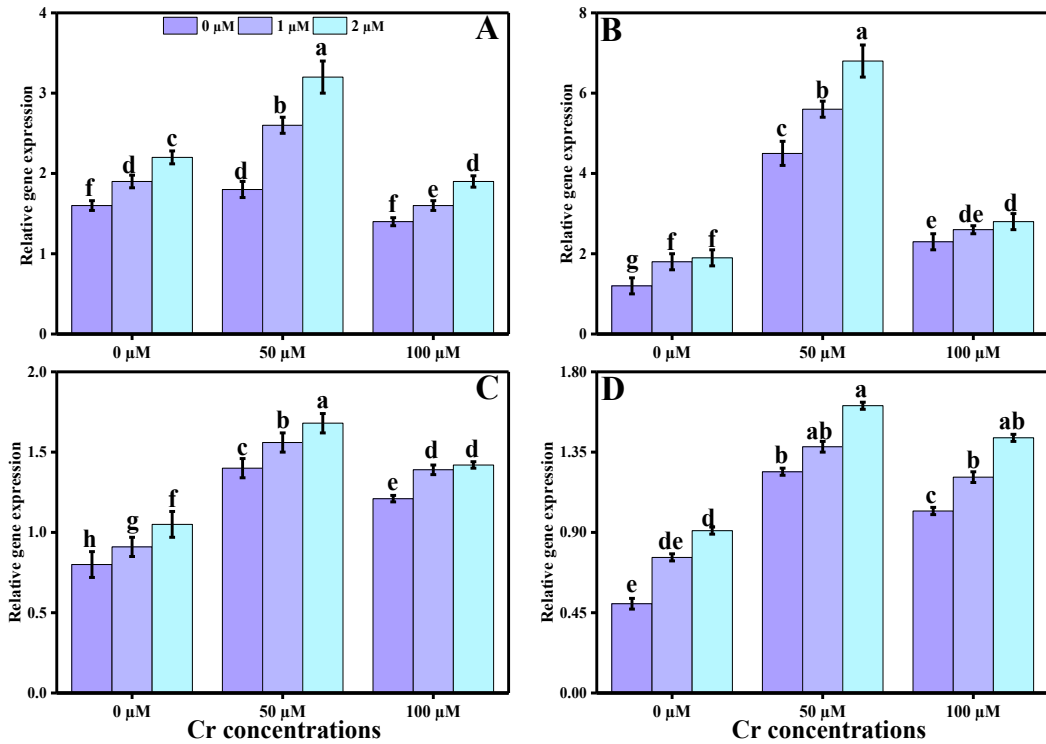 0 µM 1 µM 2 µM
A
Relative gene expression
4
3
2
1
0
f d c
d b a
f e d
0 µM 50 µM 100 µM
B
Relative gene expression
8
6
4
2
0
g f f
c b a
e de d
0 µM 50 µM 100 µM
C
Relative gene expression
2.0
1.5
1.0
0.5
0.0
h g f
c b a
e d d
0 µM 50 µM 100 µM
Cr concentrations
D
Relative gene expression
1.80
1.35
0.90
0.45
0.00
e de d
b ab a
c b ab
0 µM 50 µM 100 µM
Cr concentrations